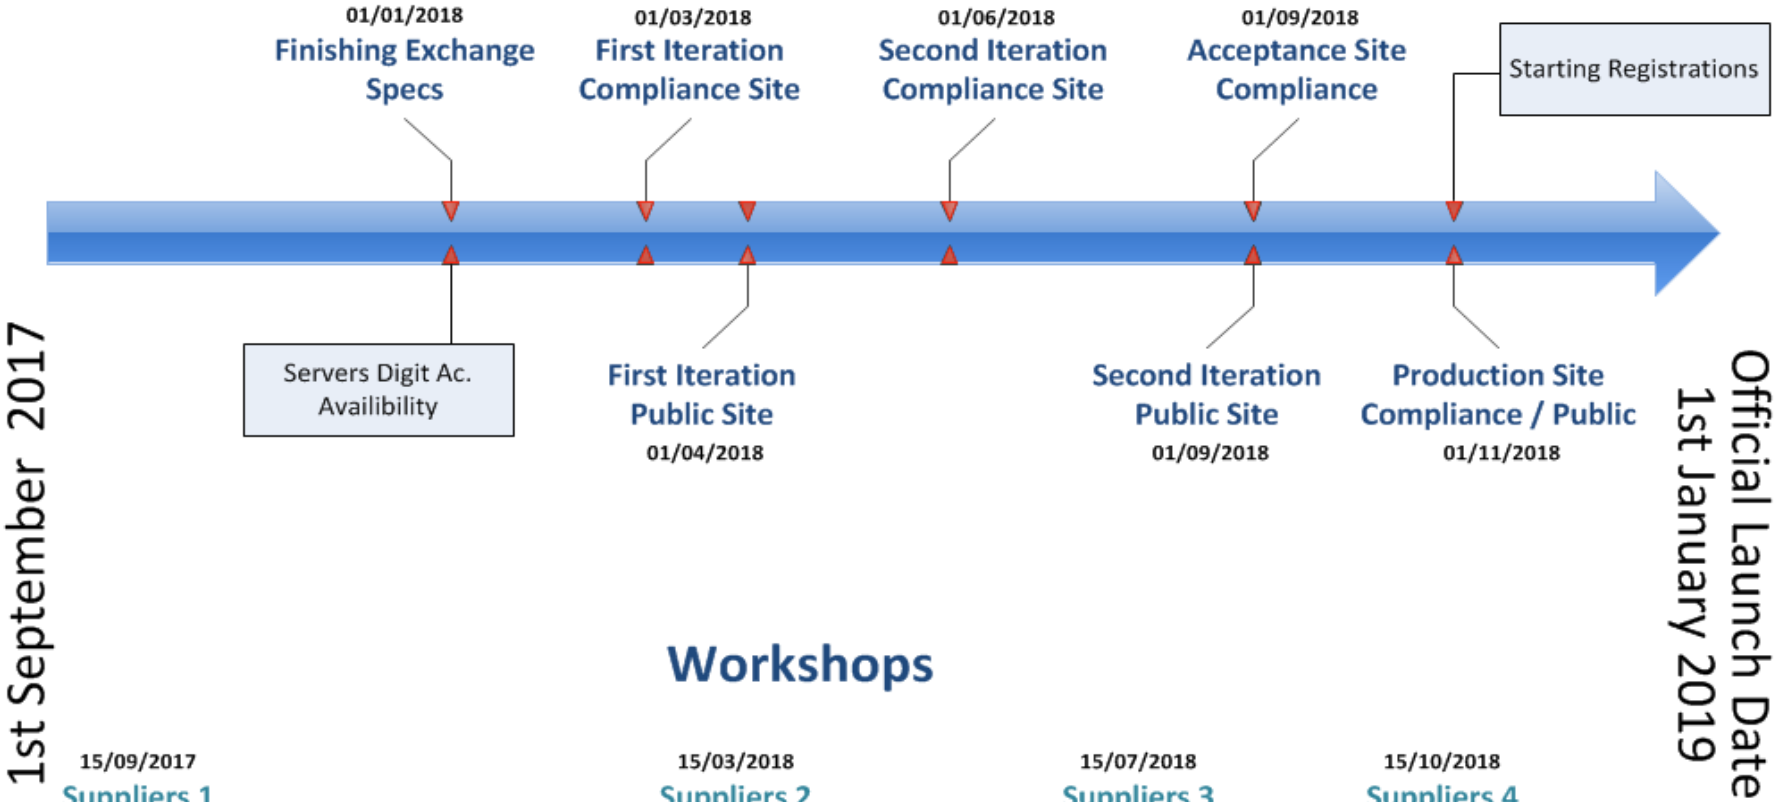 01/01/2018
Finishing Exchange
Specs
01/03/2018
First Iteration
Compliance Site
01/06/2018
Second Iteration
Compliance Site
01/09/2018
Acceptance Site
Compliance
Starting Registrations
Servers Digit Ac.
Availibility
First Iteration
Public Site
01/04/2018
Second Iteration
Public Site
01/09/2018
Production Site
Compliance / Public
01/11/2018
1st September 2017
Official Launch Date
1st January 2019
Workshops
15/09/2017
Suppliers 1
15/03/2018
Suppliers 2
15/07/2018
Suppliers 3
15/10/2018
Suppliers 4